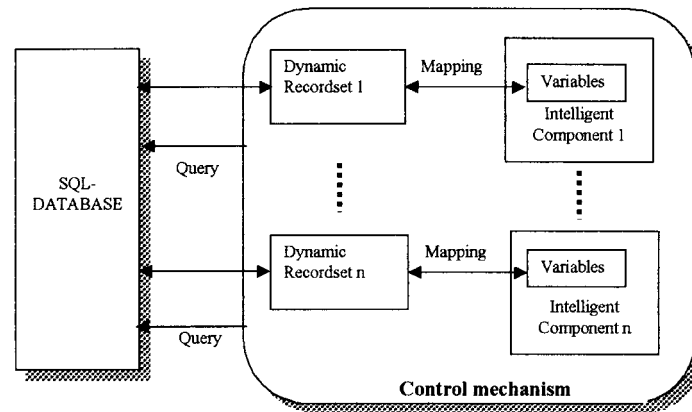 SQL-
DATABASE
Dynamic
Recordset 1
Mapping
Variables
Intelligent
Component 1
Query
Dynamic
Recordset n
Mapping
Variables
Intelligent
Component n
Query
Control mechanism